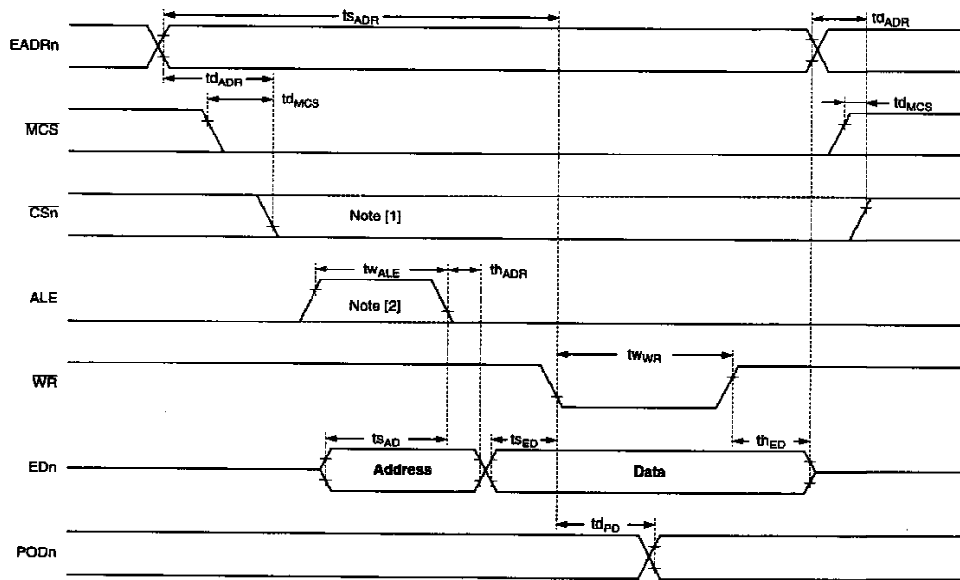 tsADR
tdADR
EADRn
tdADR
tdMCS
tdMCS
MCS
CSn
Note [1]
twALE
thADR
ALE
Note [2]
twWR
WR
tsAD
tsED
thED
EDn
Address
Data
tdPD
PODn